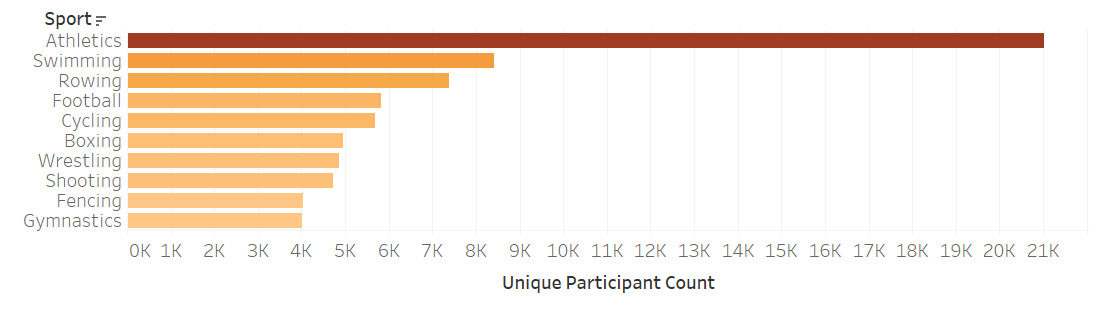 Sport
Athletics
Swimming
Rowing
Football
Cycling
Boxing
Wrestling
Shooting
Fencing
Gymnastics
0K 1K 2K 3K 4K 5K 6K 7K 8K 9K 10K 11K 12K 13K 14K 15K 16K 17K 18K 19K 20K 21K
Unique Participant Count